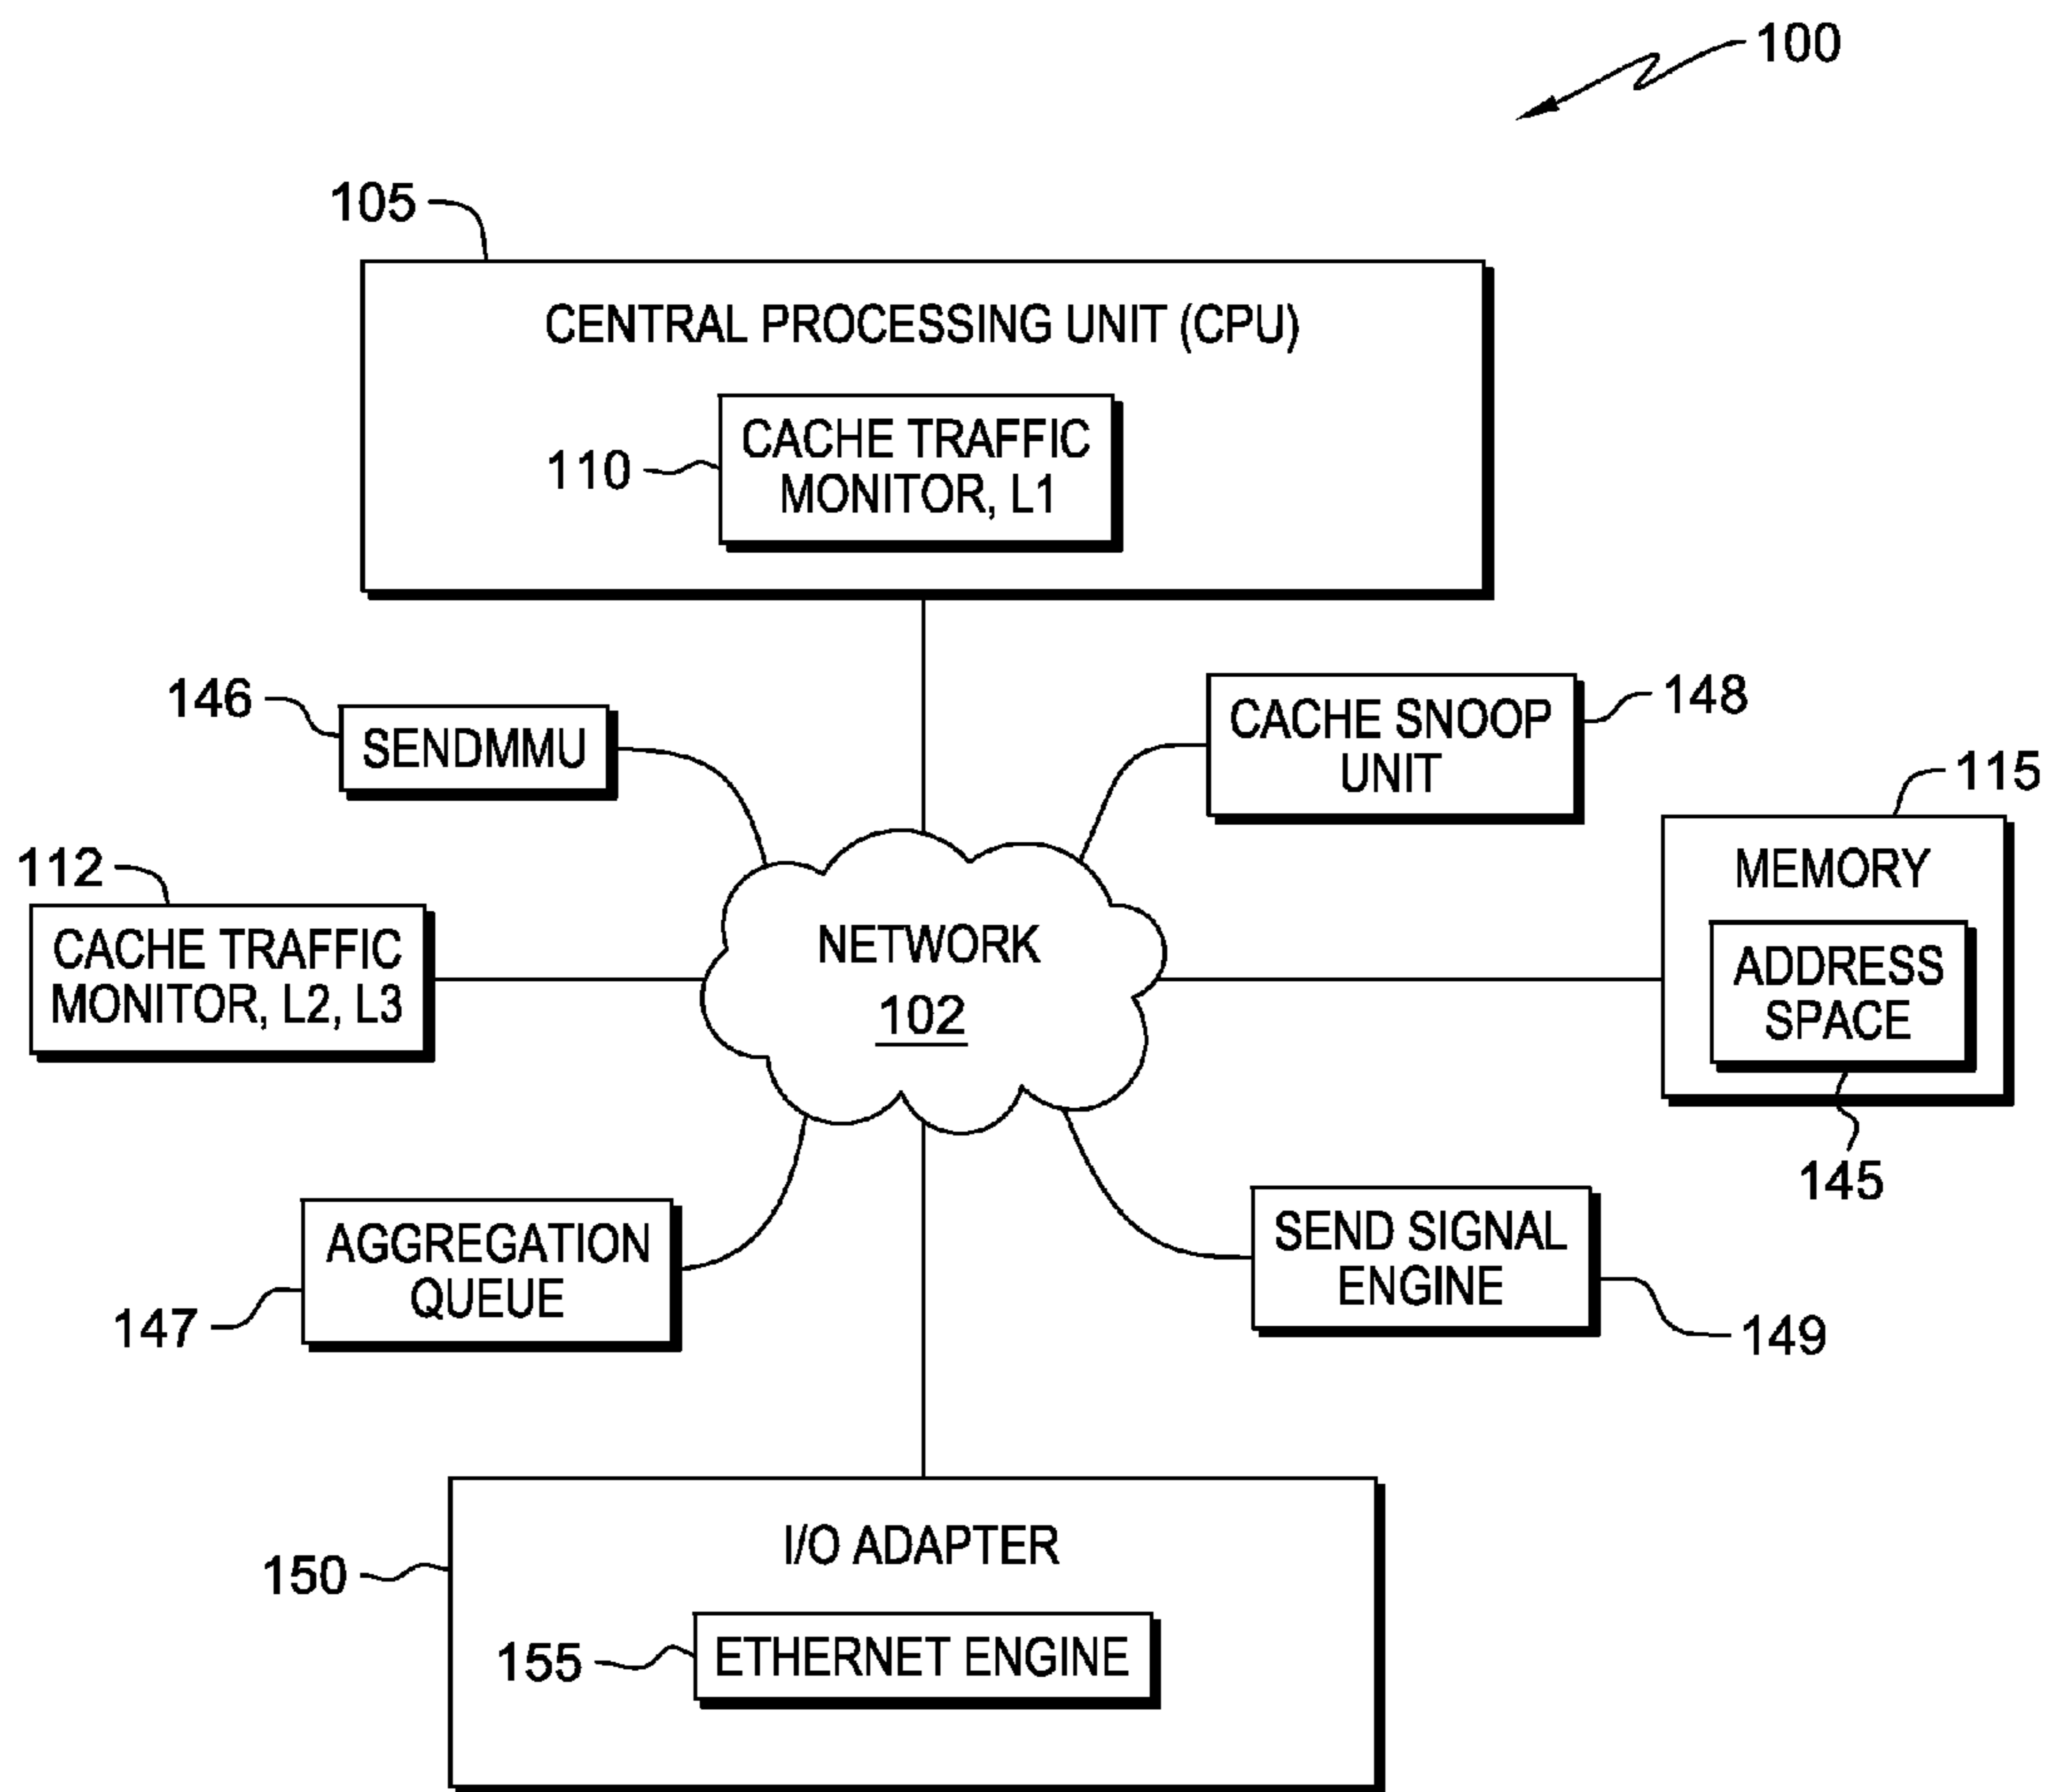 100
105
CENTRAL PROCESSING UNIT (CPU)
110
CACHE TRAFFIC
MONITOR, L1
146
SENDMMU
CACHE SNOOP
UNIT
148
115
MEMORY
ADDRESS
SPACE
145
112
CACHE TRAFFIC
MONITOR, L2, L3
NETWORK
102
AGGREGATION
QUEUE
147
SEND SIGNAL
ENGINE
149
150
I/O ADAPTER
155
ETHERNET ENGINE